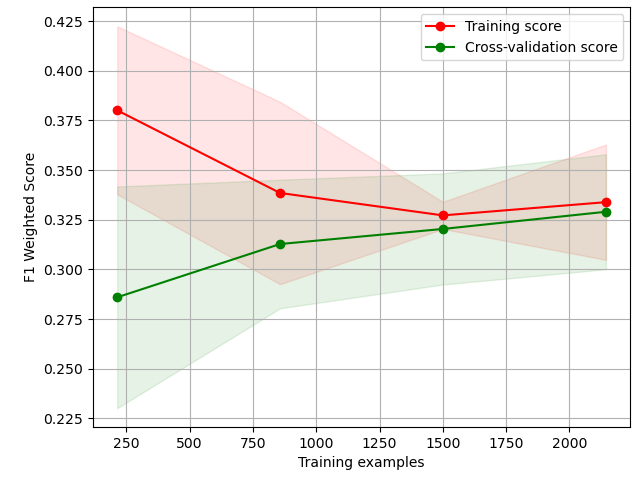 0.425
0.400
0.375
0.350
0.325
0.300
0.275
0.250
0.225
F1 Weighted Score
Training score
Cross-validation score
250 500 750 1000 1250 1500 1750 2000
Training examples